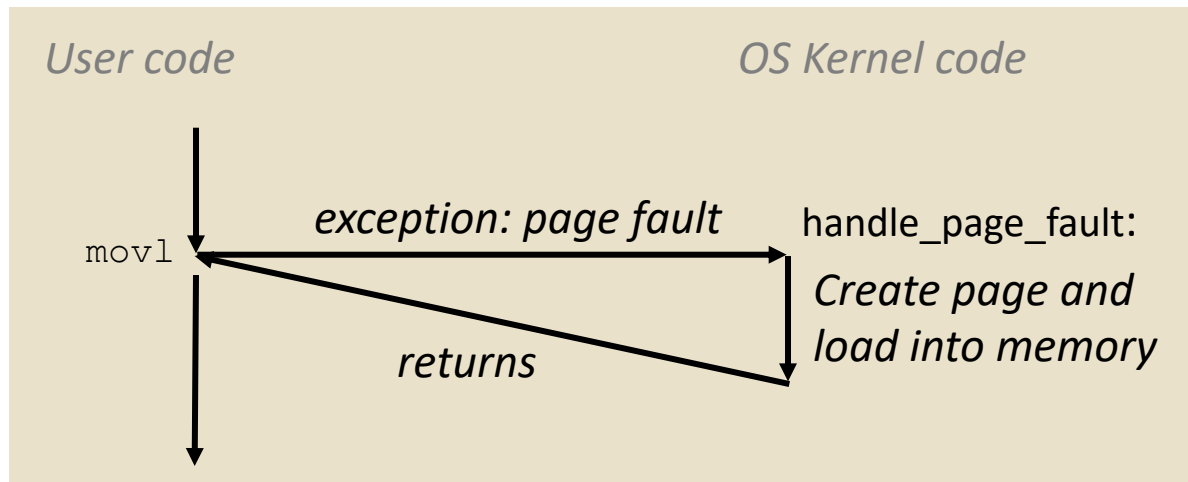 User code
OS Kernel code
exception: page fault
handle_page_fault:
movl
Create page and
load into memory
returns